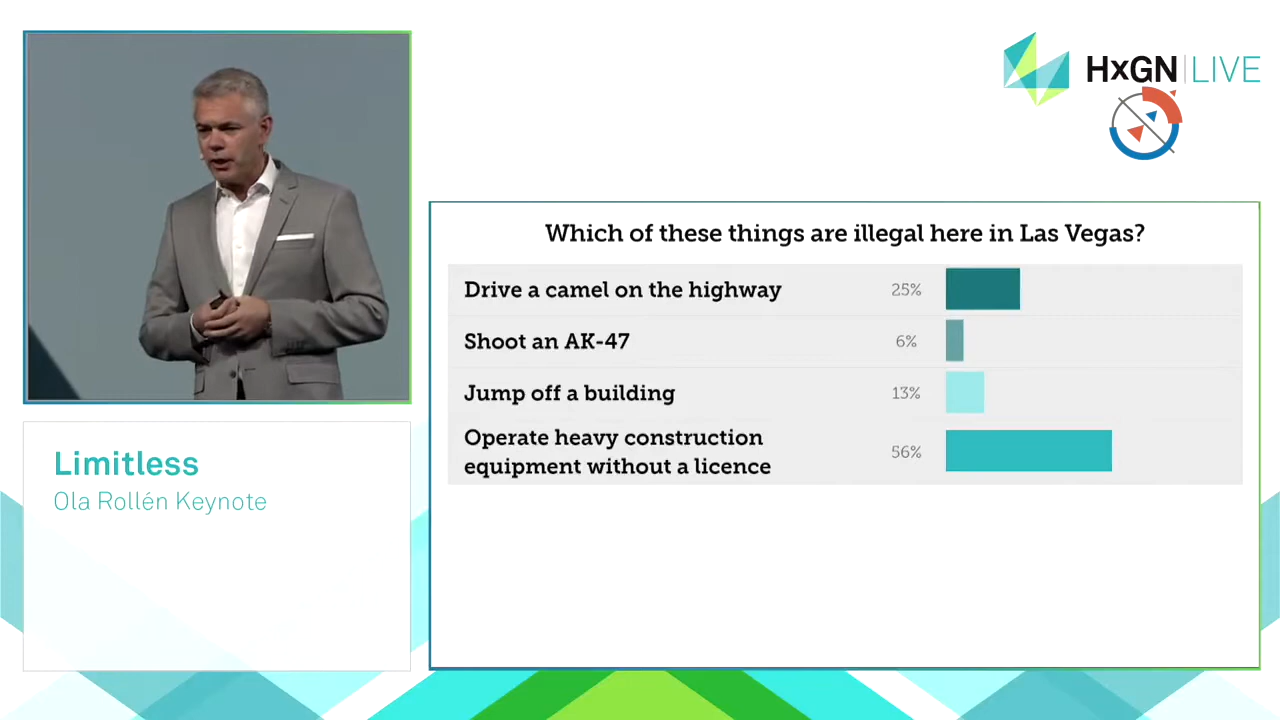 HxGN LIVE
Which of these things are illegal here in Las Vegas?
Drive a camel on the highway 25%
Shoot an AK-47 6%
Jump off a building 13%
Operate heavy construction
equipment without a licence 56%
Limitless
Ola Rollén Keynote